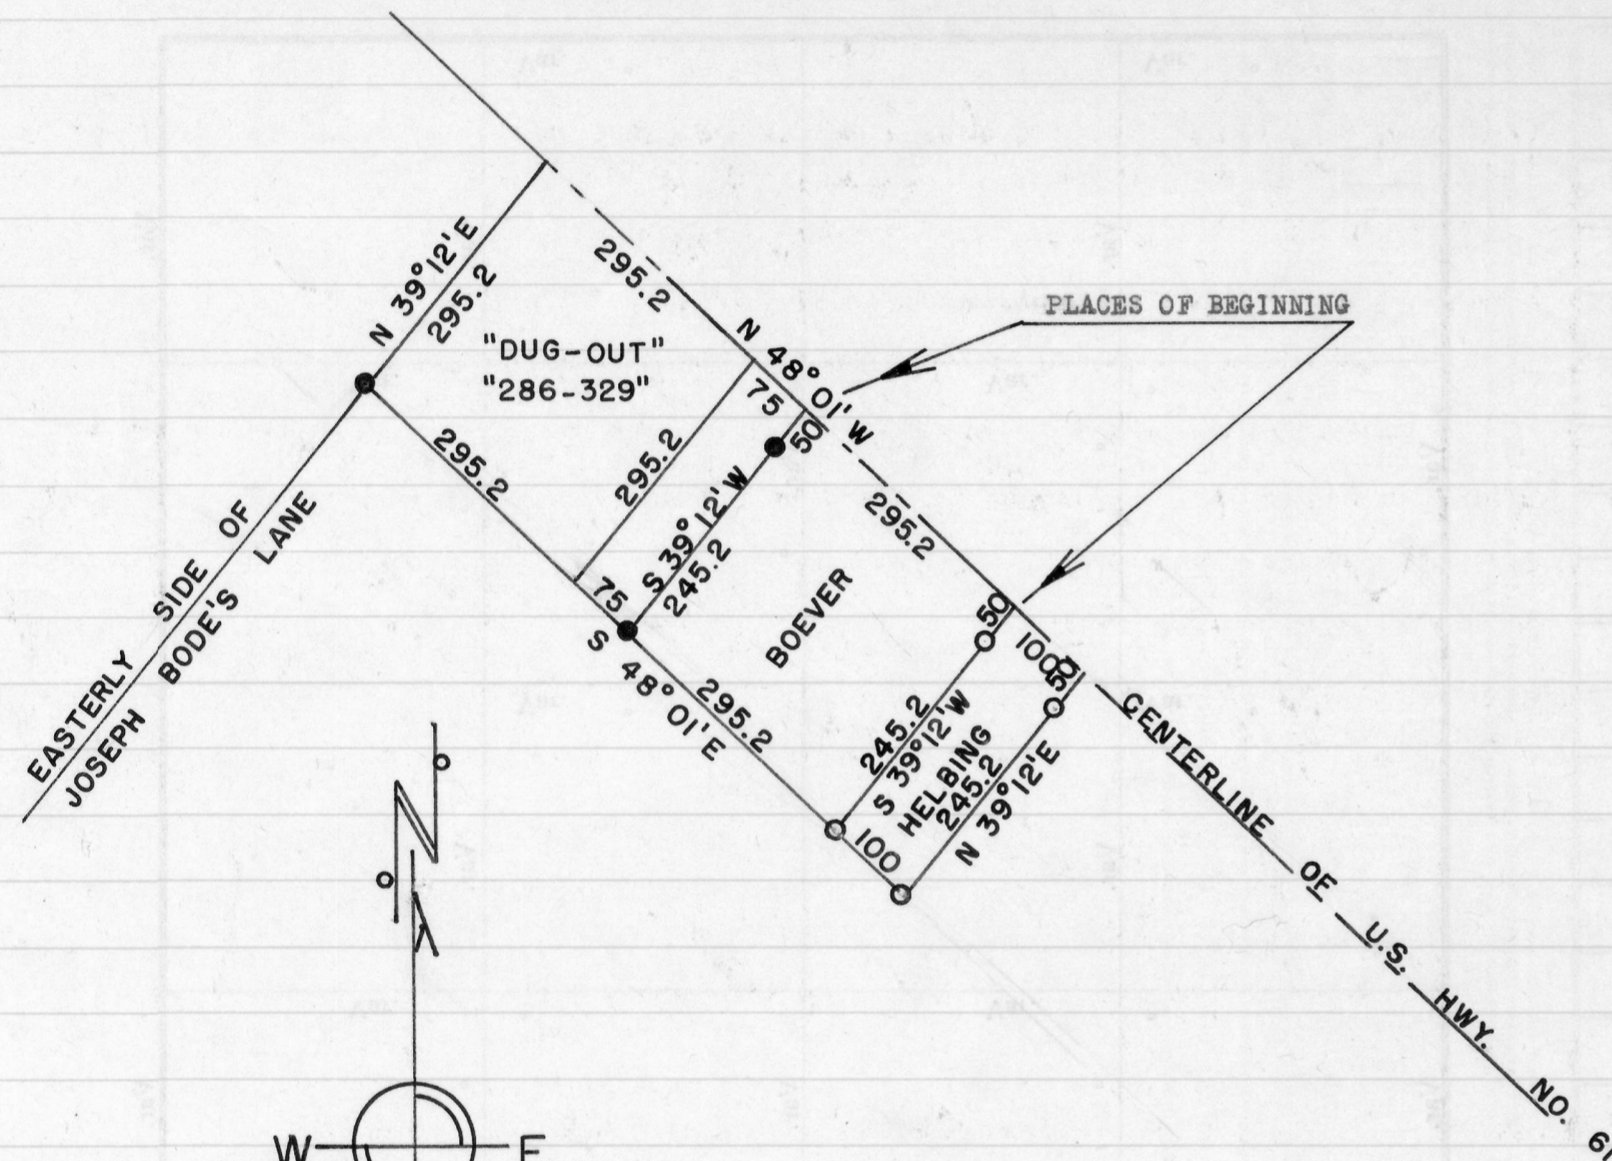 N 39°12'E
295.2
"DUG-OUT"
"286-329"
295.2
N 48° 01' W
PLACES OF BEGINNING
75
50
295.2
295.2
S 39°12'W
245.2
75
295.2
BOEVER
50
100
50
S 48° 01'E
295.2
245.2
S 39°12'W
HELBING
245.2
N 39°12'E
100
EASTERLY SIDE OF
JOSEPH BODE'S LANE
CENTERLINE OF U.S. HWY. NO. 61
N
W
E